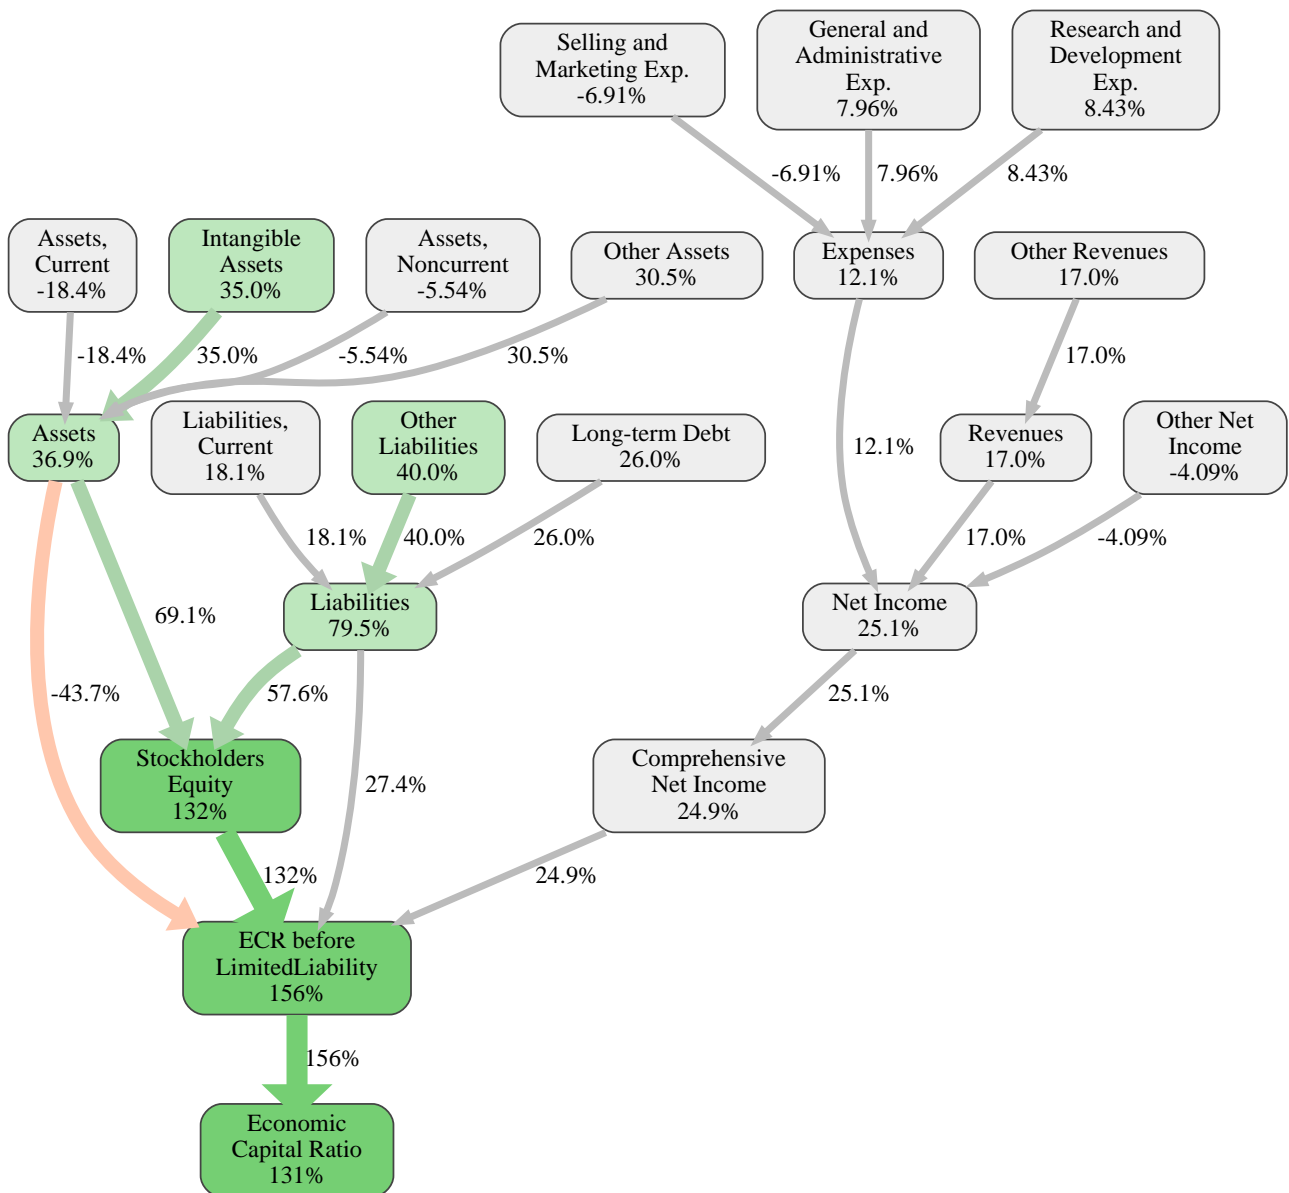 Selling and
Marketing Exp.
-6.91%
General and
Administrative
Exp.
7.96%
Research and
Development
Exp.
8.43%
-6.91%
7.96%
8.43%
Assets,
Current
-18.4%
Intangible
Assets
35.0%
Assets,
Noncurrent
-5.54%
Other Assets
30.5%
Expenses
12.1%
Other Revenues
17.0%
-18.4%
35.0%
-5.54%
30.5%
17.0%
Assets
36.9%
Liabilities,
Current
18.1%
Other
Liabilities
40.0%
Long-term Debt
26.0%
12.1%
Revenues
17.0%
Other Net
Income
-4.09%
18.1%
40.0%
26.0%
17.0%
-4.09%
69.1%
Liabilities
79.5%
Net Income
25.1%
-43.7%
57.6%
25.1%
Stockholders
Equity
132%
27.4%
Comprehensive
Net Income
24.9%
132%
24.9%
ECR before
LimitedLiability
156%
156%
Economic
Capital Ratio
131%